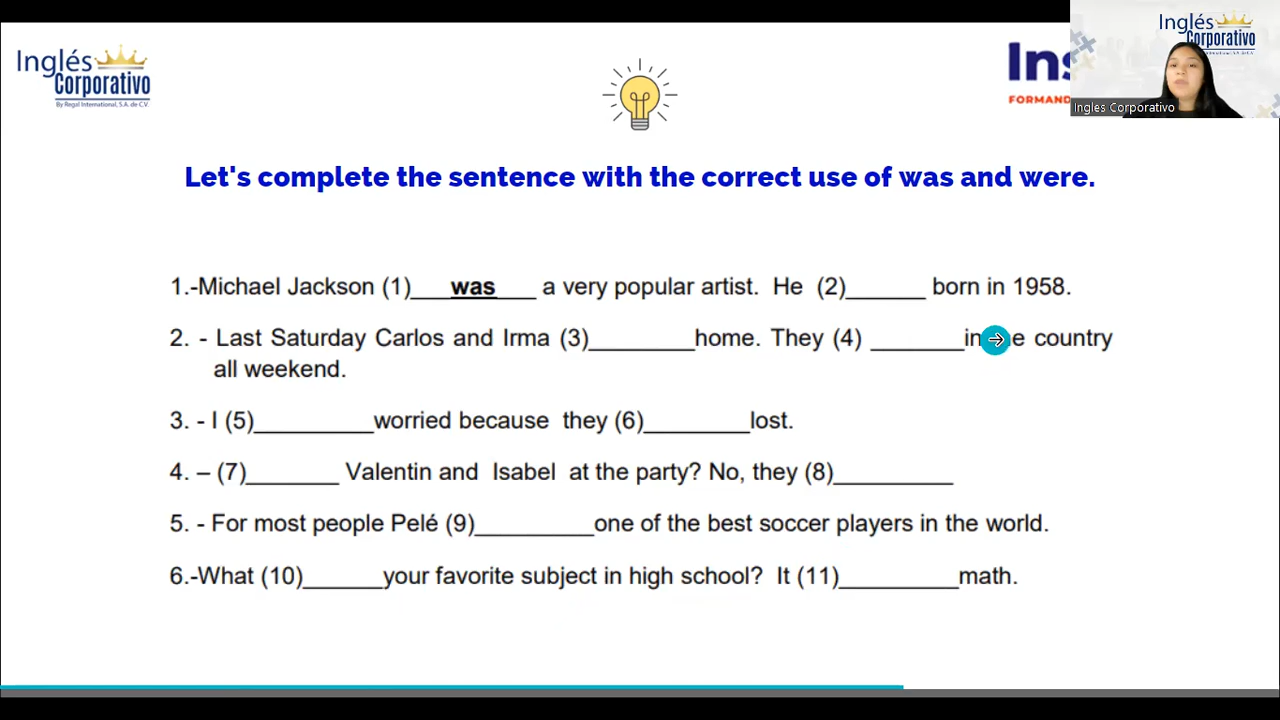 Inglés
Corporativo
By Regal International, S.A. de C.V.
Ins
FORMAND
Inglés
Corporativo
Ingles Corporativo
Let's complete the sentence with the correct use of was and were.
1.-Michael Jackson (1)___was___ a very popular artist. He (2)______ born in 1958.
2. - Last Saturday Carlos and Irma (3)________home. They (4) _______in e country
all weekend.
3. - I (5)_________worried because they (6)________lost.
4. – (7)_______ Valentin and Isabel at the party? No, they (8)_________
5. - For most people Pelé (9)_________one of the best soccer players in the world.
6.-What (10)______your favorite subject in high school? It (11)_________math.